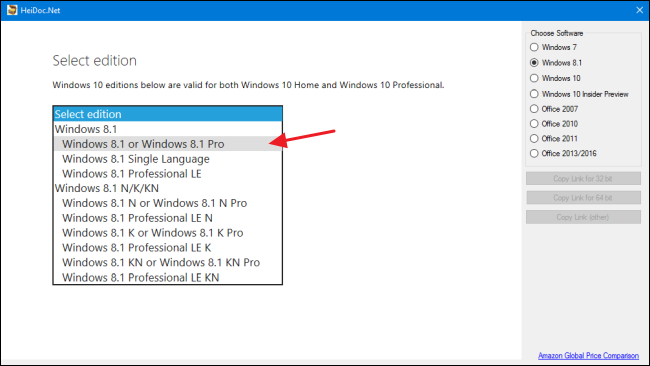 HeiDoc.Net
Select edition
Windows 10 editions below are valid for both Windows 10 Home and Windows 10 Professional.
Select edition
Windows 8.1
Windows 8.1 or Windows 8.1 Pro
Windows 8.1 Single Language
Windows 8.1 Professional LE
Windows 8.1 N/K/KN
Windows 8.1 N or Windows 8.1 N Pro
Windows 8.1 Professional LE N
Windows 8.1 K or Windows 8.1 K Pro
Windows 8.1 Professional LE K
Windows 8.1 KN or Windows 8.1 KN Pro
Windows 8.1 Professional LE KN
Choose Software
Windows 7
Windows 8.1
Windows 10
Windows 10 Insider Preview
Office 2007
Office 2010
Office 2011
Office 2013/2016
Copy Link for 32 bit
Copy Link for 64 bit
Copy Link (other)
Amazon Global Price Comparison